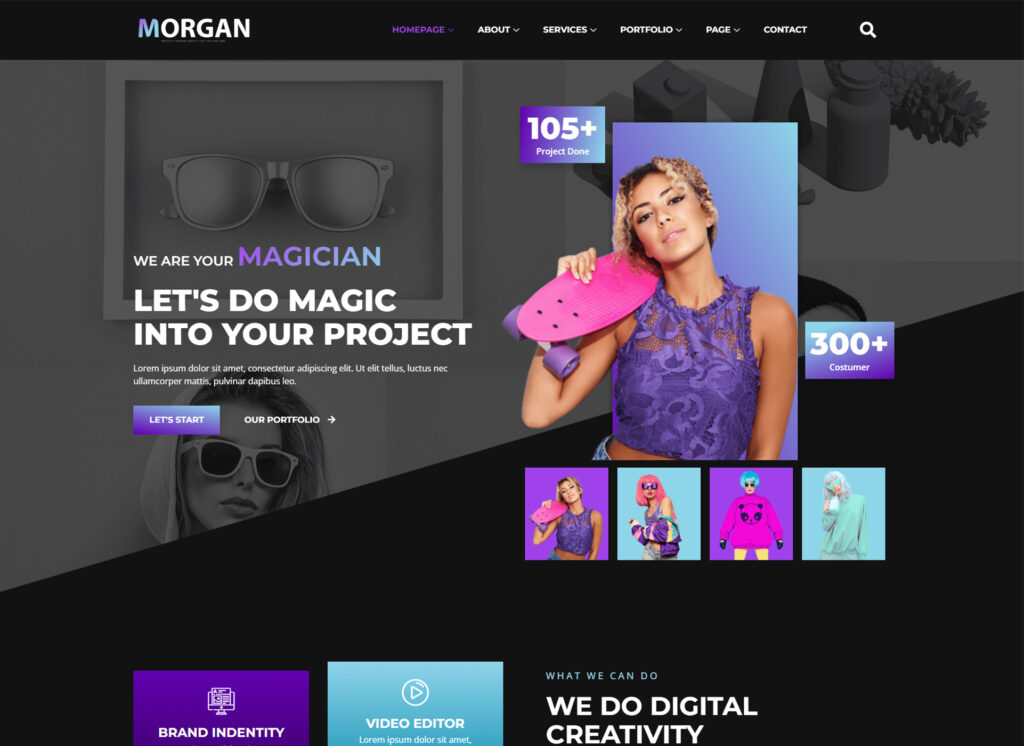 MORGAN
HOMEPAGE ABOUT SERVICES PORTFOLIO PAGE CONTACT
105+
Project Done
WE ARE YOUR MAGICIAN
LET'S DO MAGIC
INTO YOUR PROJECT
Lorem ipsum dolor sit amet, consectetur adipiscing elit. Ut elit tellus, luctus nec
ullamcorper mattis, pulvinar dapibus leo.
LET'S START
OUR PORTFOLIO
300+
Costumer
BRAND INDENTITY
VIDEO EDITOR
Lorem ipsum dolor sit amet,
WHAT WE CAN DO
WE DO DIGITAL
CREATIVITY